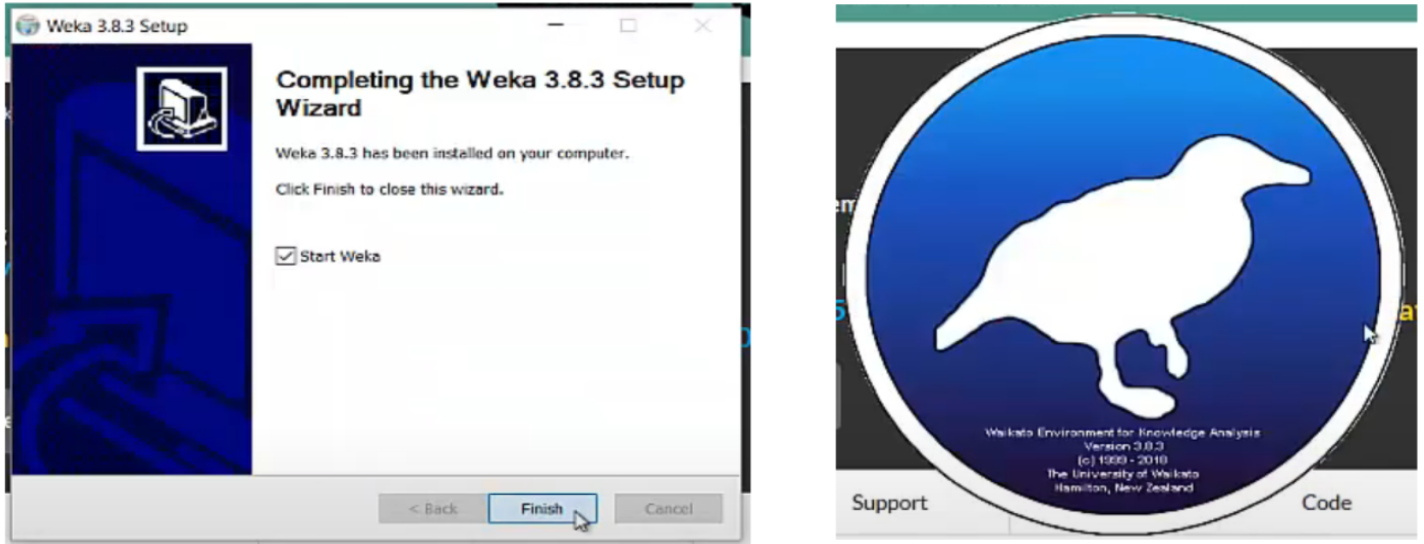 Weka 3.8.3 Setup
Completing the Weka 3.8.3 Setup
Wizard
Weka 3.8.3 has been installed on your computer.
Click Finish to close this wizard.
Start Weka
< Back
Finish
Cancel
Waikato Environment for Knowledge Analysis
Version 3.8.3
(c) 1999 - 2018
The University of Waikato
Hamilton, New Zealand
Support
Code